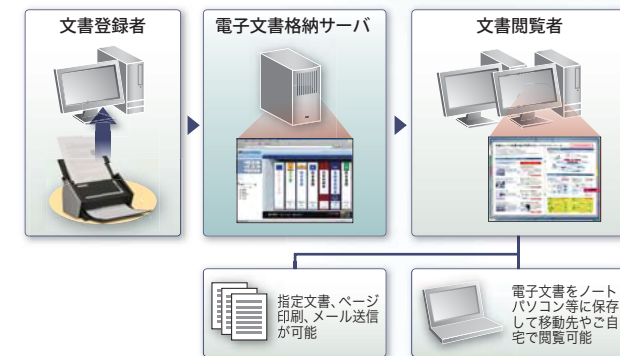 文書登録者
電子文書格納サーバ
文書閲覧者
指定文書、ページ
印刷、メール送信
が可能
電子文書をノート
パソコン等に保存
して移動先やご自
宅で閲覧可能